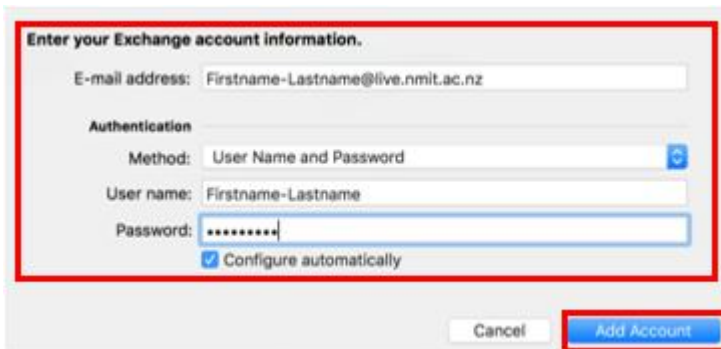 Enter your Exchange account information.
E-mail address: Firstname-Lastname@live.nmit.ac.nz
Authentication
Method: User Name and Password
User name: Firstname-Lastname
Password: •••••••••
Configure automatically
Cancel Add Account